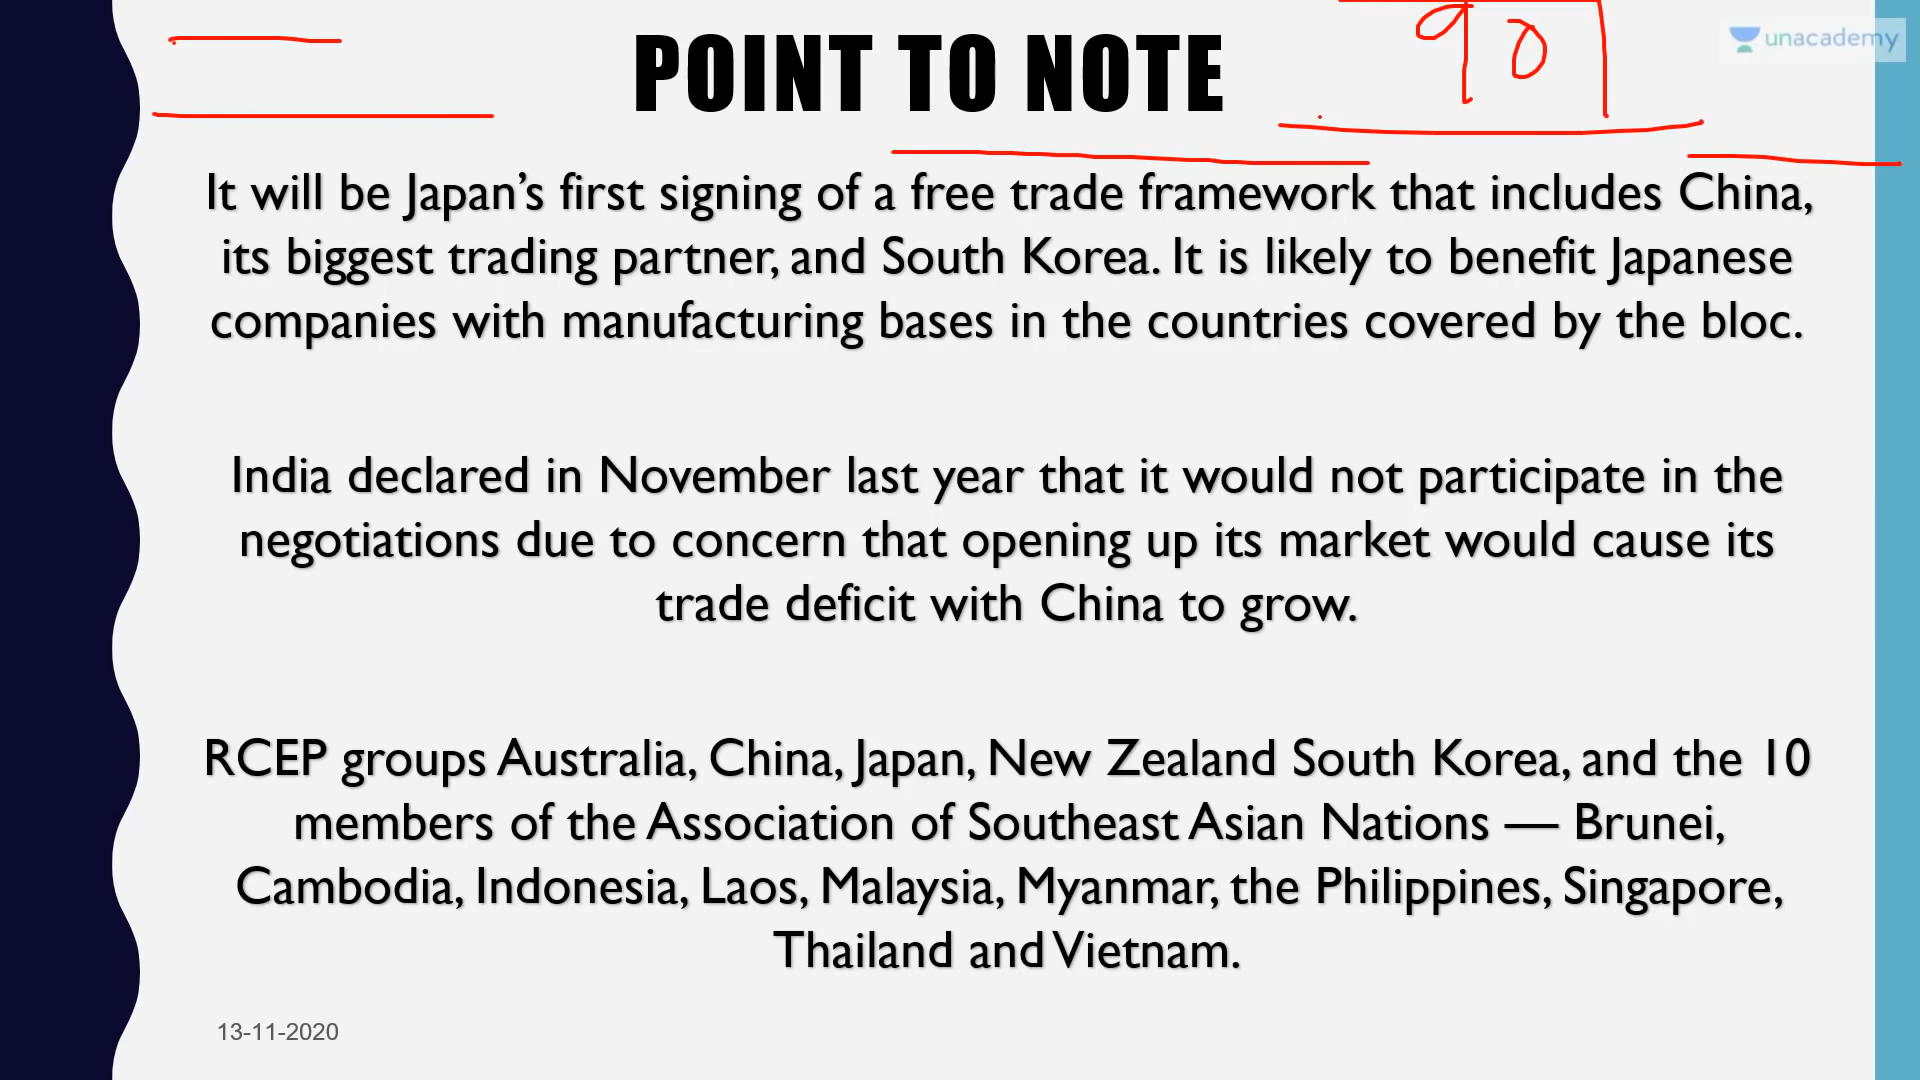 90
unacademy
POINT TO NOTE
It will be Japan’s first signing of a free trade framework that includes China,
its biggest trading partner, and South Korea. It is likely to benefit Japanese
companies with manufacturing bases in the countries covered by the bloc.
India declared in November last year that it would not participate in the
negotiations due to concern that opening up its market would cause its
trade deficit with China to grow.
RCEP groups Australia, China, Japan, New Zealand South Korea, and the 10
members of the Association of Southeast Asian Nations — Brunei,
Cambodia, Indonesia, Laos, Malaysia, Myanmar, the Philippines, Singapore,
Thailand and Vietnam.
13-11-2020